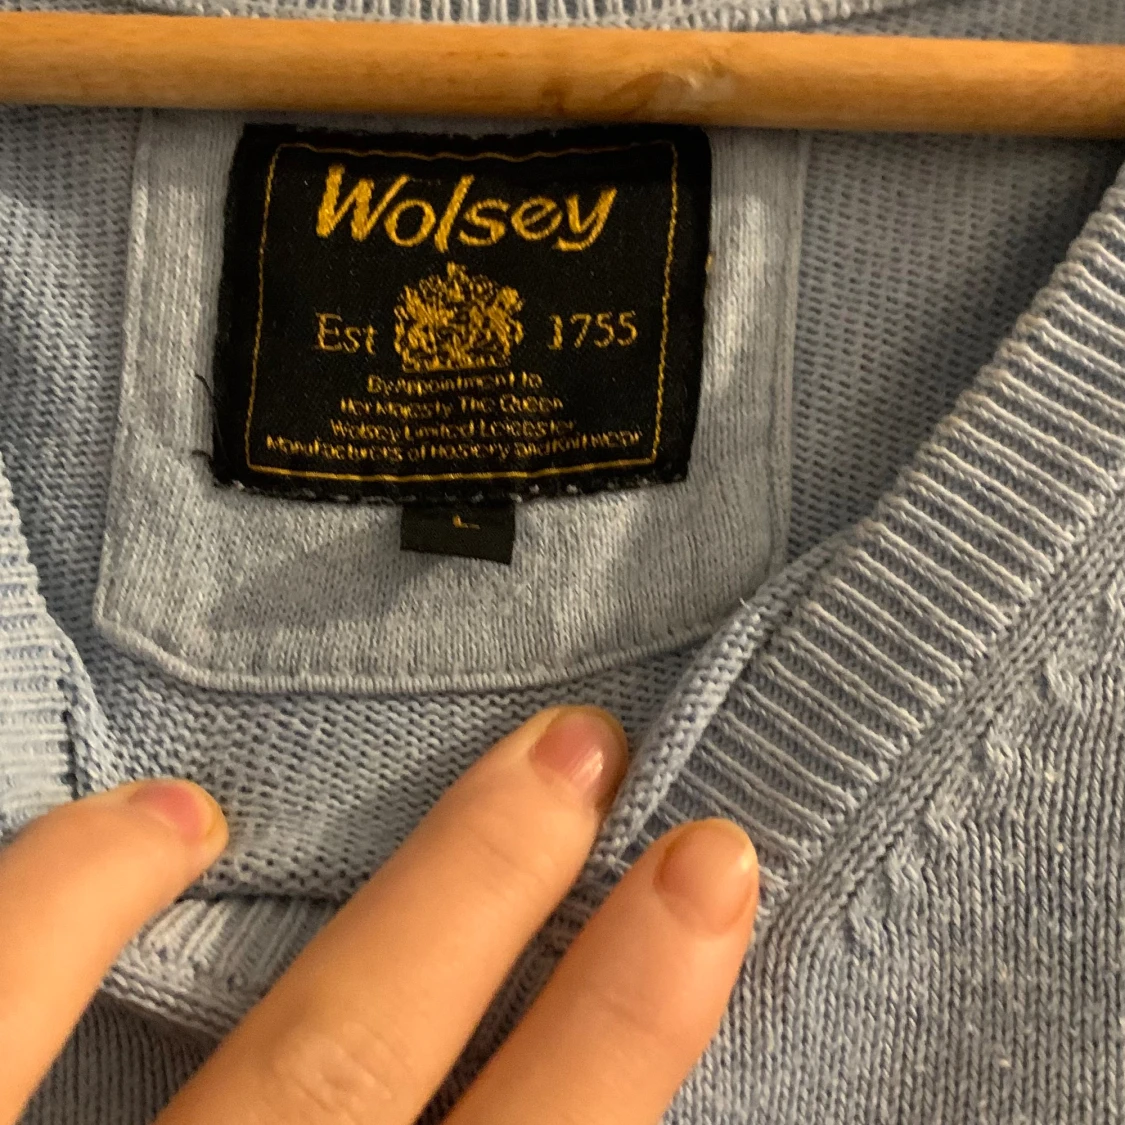 Wolsey
Est 1755
By Appointment to
Her Majesty The Queen
Wolsey Limited Leicester
Manufacturers of Hosiery and Knitwear
L